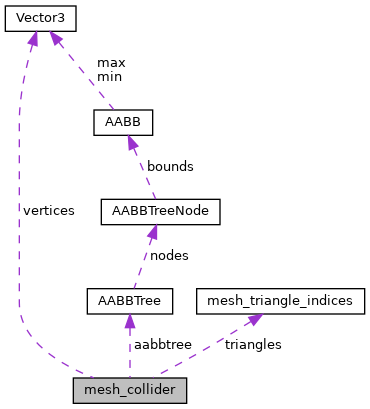 Vector3
max
min
AABB
bounds
AABBTreeNode
vertices
nodes
AABBTree
mesh_triangle_indices
aabbtree
triangles
mesh_collider